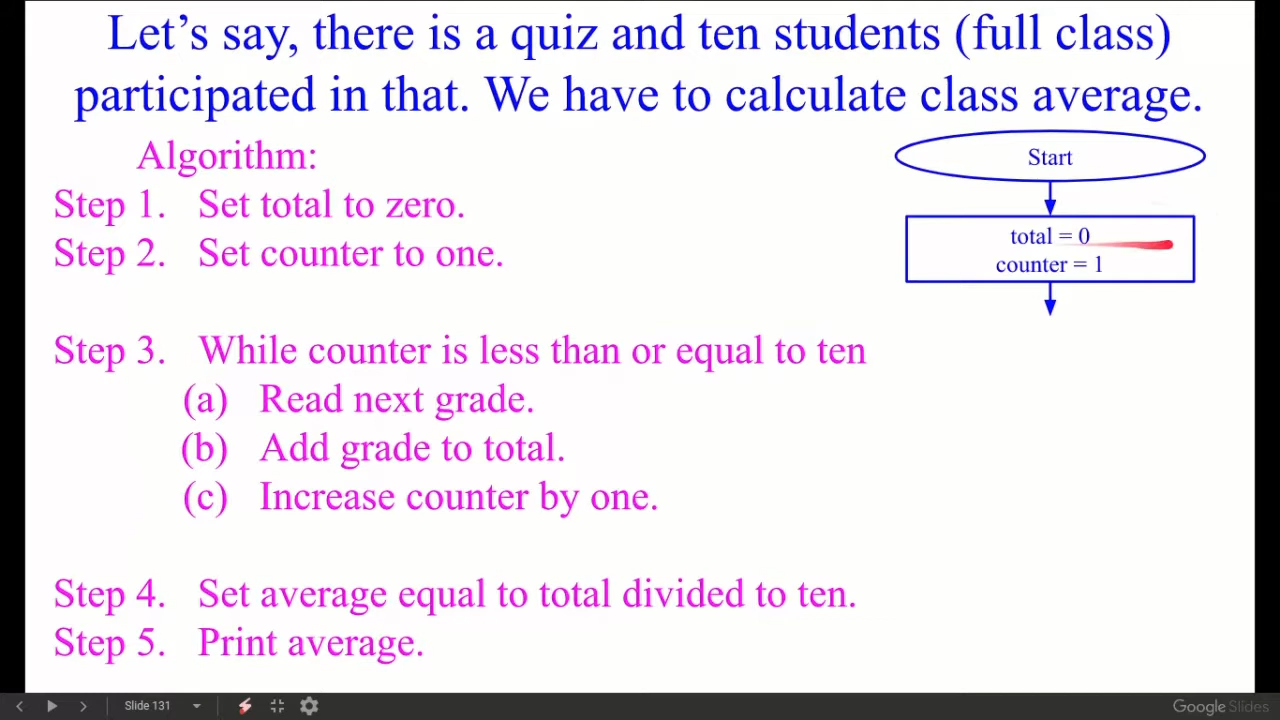 Let’s say, there is a quiz and ten students (full class)
participated in that. We have to calculate class average.
Algorithm:
Step 1. Set total to zero.
Step 2. Set counter to one.
Step 3. While counter is less than or equal to ten
(a) Read next grade.
(b) Add grade to total.
(c) Increase counter by one.
Step 4. Set average equal to total divided to ten.
Step 5. Print average.
Start
total = 0
counter = 1
Slide 131
Google Slides